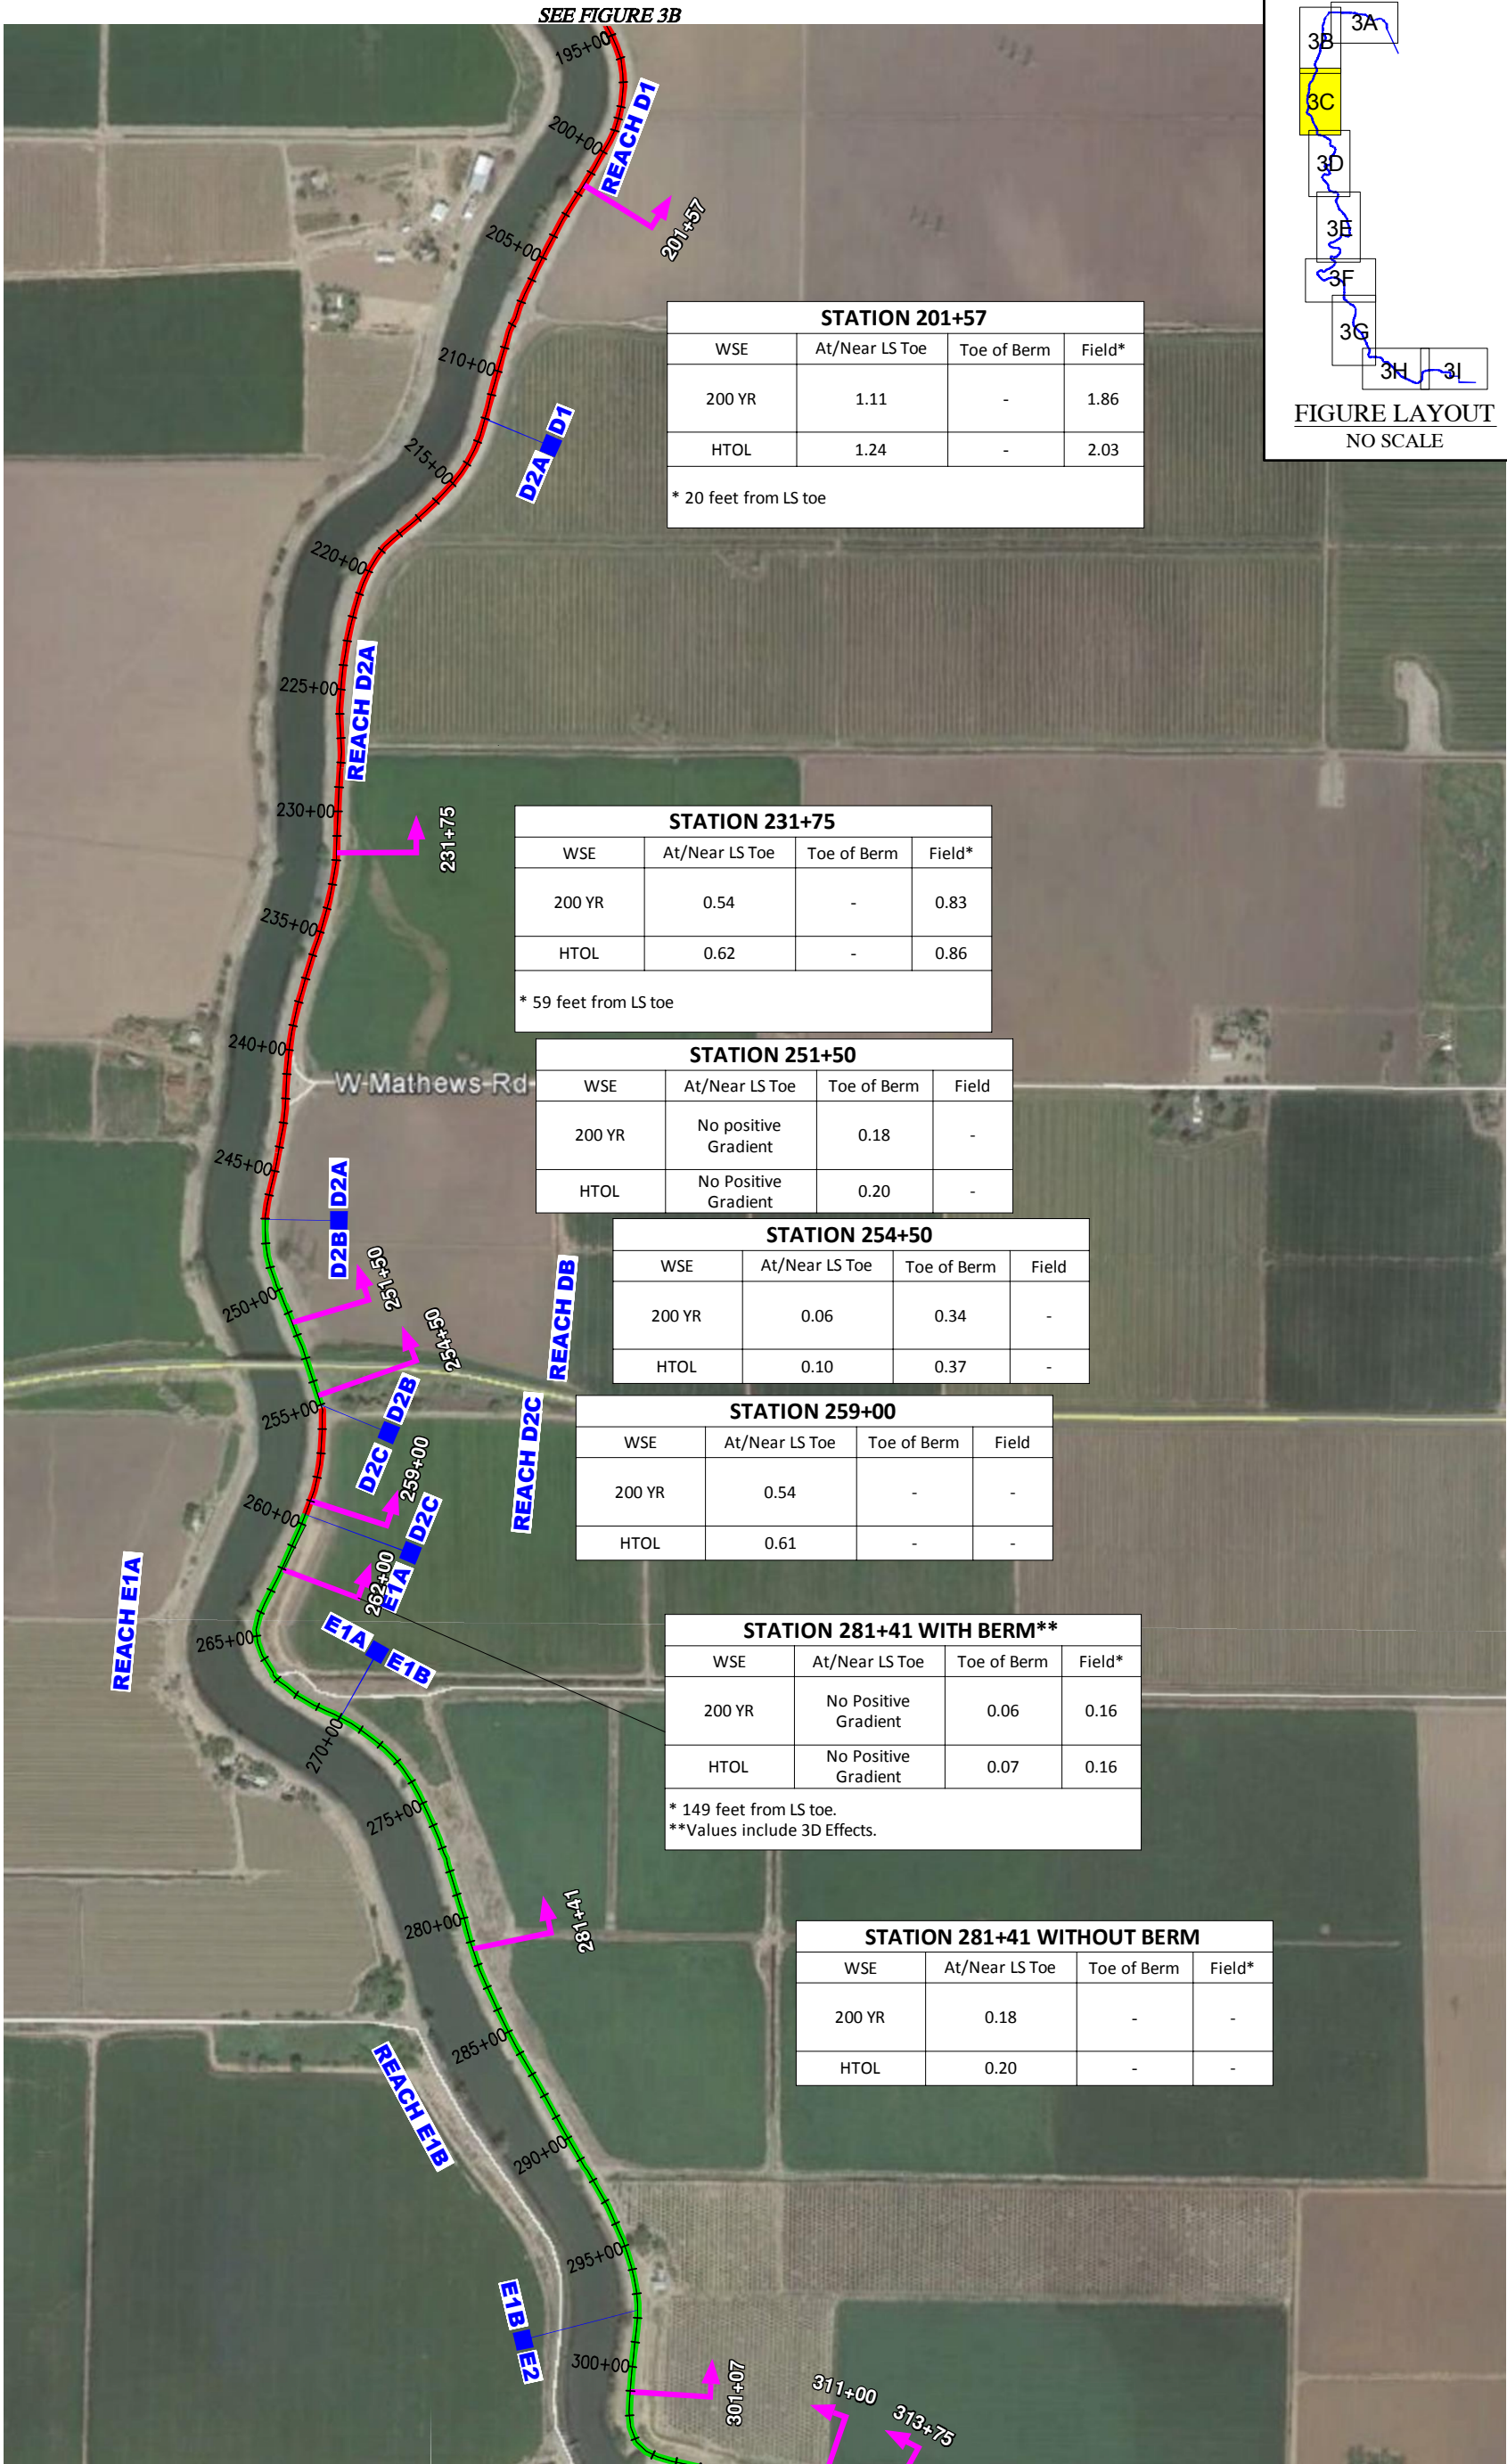 SEE FIGURE 3B
3A
3B
3C
3D
3E
3F
3G
3H
3I
FIGURE LAYOUT
NO SCALE
195+00
REACH D1
200+00
201+57
205+00
210+00
D2A D1
215+00
220+00
REACH D2A
225+00
230+00
231+75
235+00
240+00
W Mathews Rd
245+00
D2B D2A
250+00
251+50
254+50
REACH DB
255+00
D2C D2B
259+00
REACH D2C
260+00
E1A D2C
262+00
REACH E1A
265+00
E1A E1B
270+00
275+00
280+00
281+41
285+00
REACH E1B
290+00
295+00
E1B E2
300+00
301+07
311+00
313+75
STATION 201+57
WSE At/Near LS Toe Toe of Berm Field*
200 YR 1.11 - 1.86
HTOL 1.24 - 2.03
* 20 feet from LS toe
STATION 231+75
WSE At/Near LS Toe Toe of Berm Field*
200 YR 0.54 - 0.83
HTOL 0.62 - 0.86
* 59 feet from LS toe
STATION 251+50
WSE At/Near LS Toe Toe of Berm Field
200 YR No positive Gradient 0.18 -
HTOL No Positive Gradient 0.20 -
STATION 254+50
WSE At/Near LS Toe Toe of Berm Field
200 YR 0.06 0.34 -
HTOL 0.10 0.37 -
STATION 259+00
WSE At/Near LS Toe Toe of Berm Field
200 YR 0.54 - -
HTOL 0.61 - -
STATION 281+41 WITH BERM**
WSE At/Near LS Toe Toe of Berm Field*
200 YR No Positive Gradient 0.06 0.16
HTOL No Positive Gradient 0.07 0.16
* 149 feet from LS toe.
**Values include 3D Effects.
STATION 281+41 WITHOUT BERM
WSE At/Near LS Toe Toe of Berm Field*
200 YR 0.18 - -
HTOL 0.20 - -